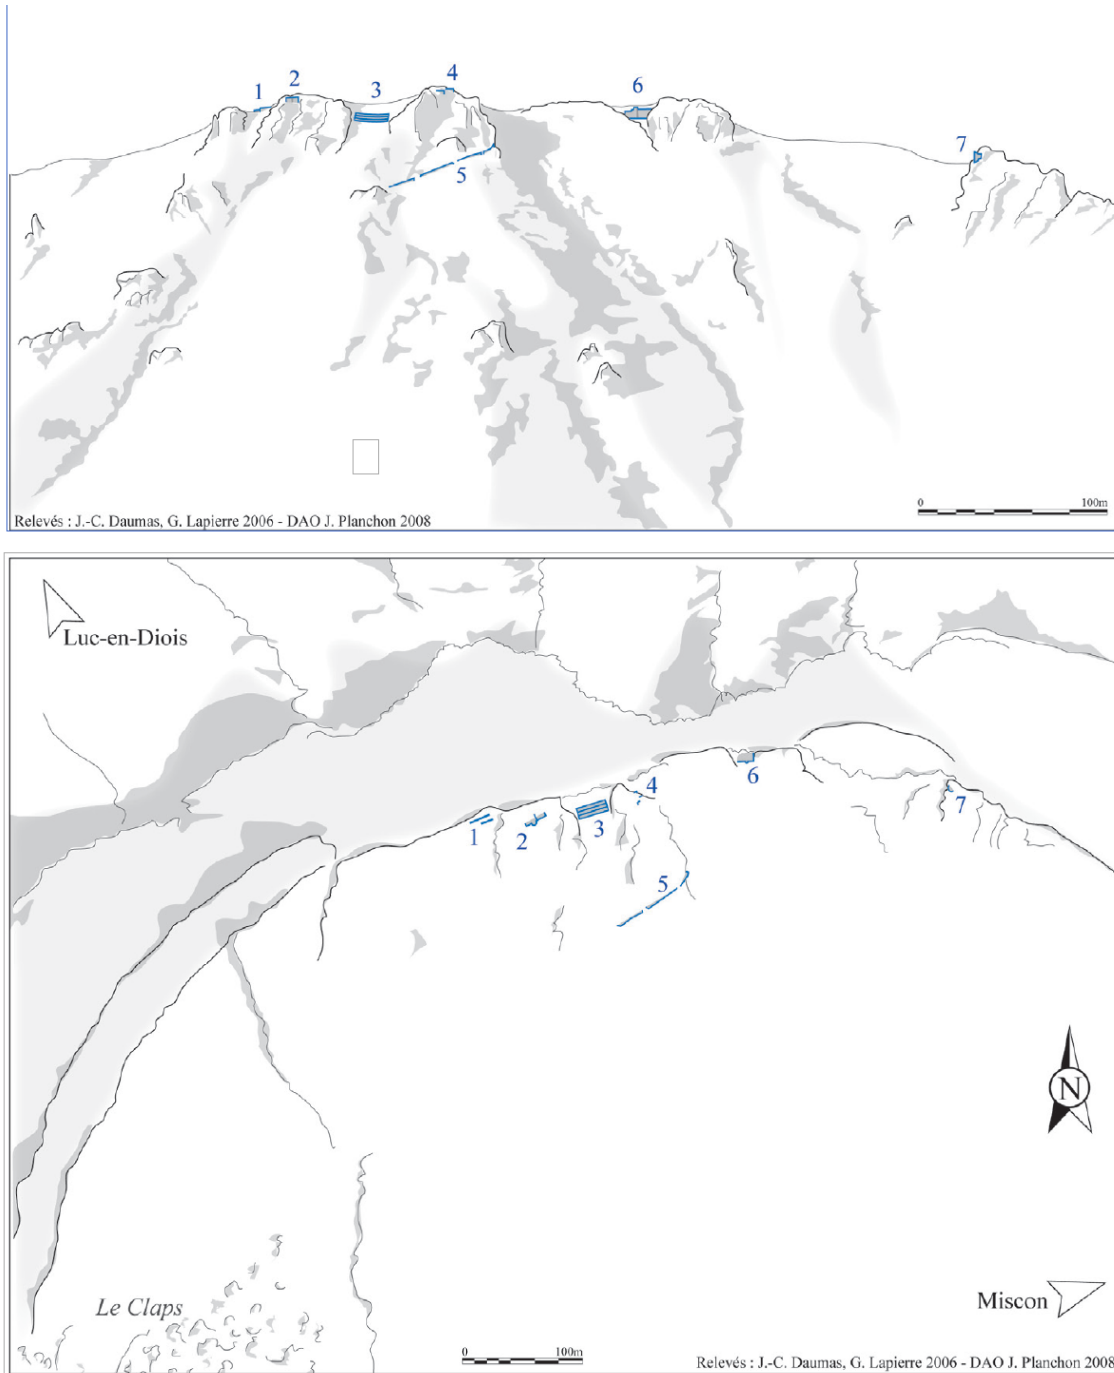 1 2 3 4 6
7
5
0 100m
Relevés : J.-C. Daumas, G. Lapierre 2006 - DAO J. Planchon 2008
Luc-en-Diois
6
4
7
1 2 3
5
N
Miscon
Le Claps
0 100m
Relevés : J.-C. Daumas, G. Lapierre 2006 - DAO J. Planchon 2008